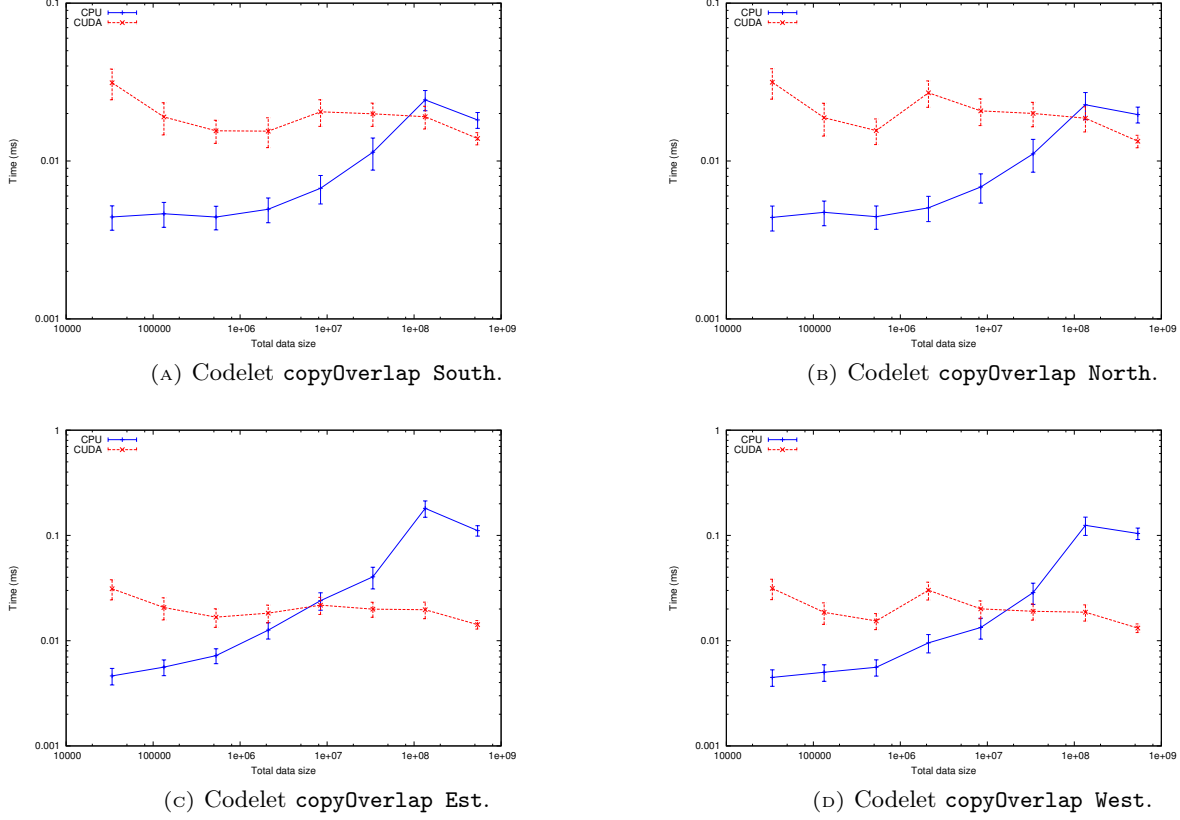 0.1
CPU
CUDA
0.01
0.001
Time (ms)
10000 100000 1e+06 1e+07 1e+08 1e+09
Total data size
(A) Codelet copyOverlap South.
0.1
CPU
CUDA
0.01
0.001
Time (ms)
10000 100000 1e+06 1e+07 1e+08 1e+09
Total data size
(B) Codelet copyOverlap North.
1
CPU
CUDA
0.1
0.01
0.001
Time (ms)
10000 100000 1e+06 1e+07 1e+08 1e+09
Total data size
(C) Codelet copyOverlap Est.
1
CPU
CUDA
0.1
0.01
0.001
Time (ms)
10000 100000 1e+06 1e+07 1e+08 1e+09
Total data size
(D) Codelet copyOverlap West.